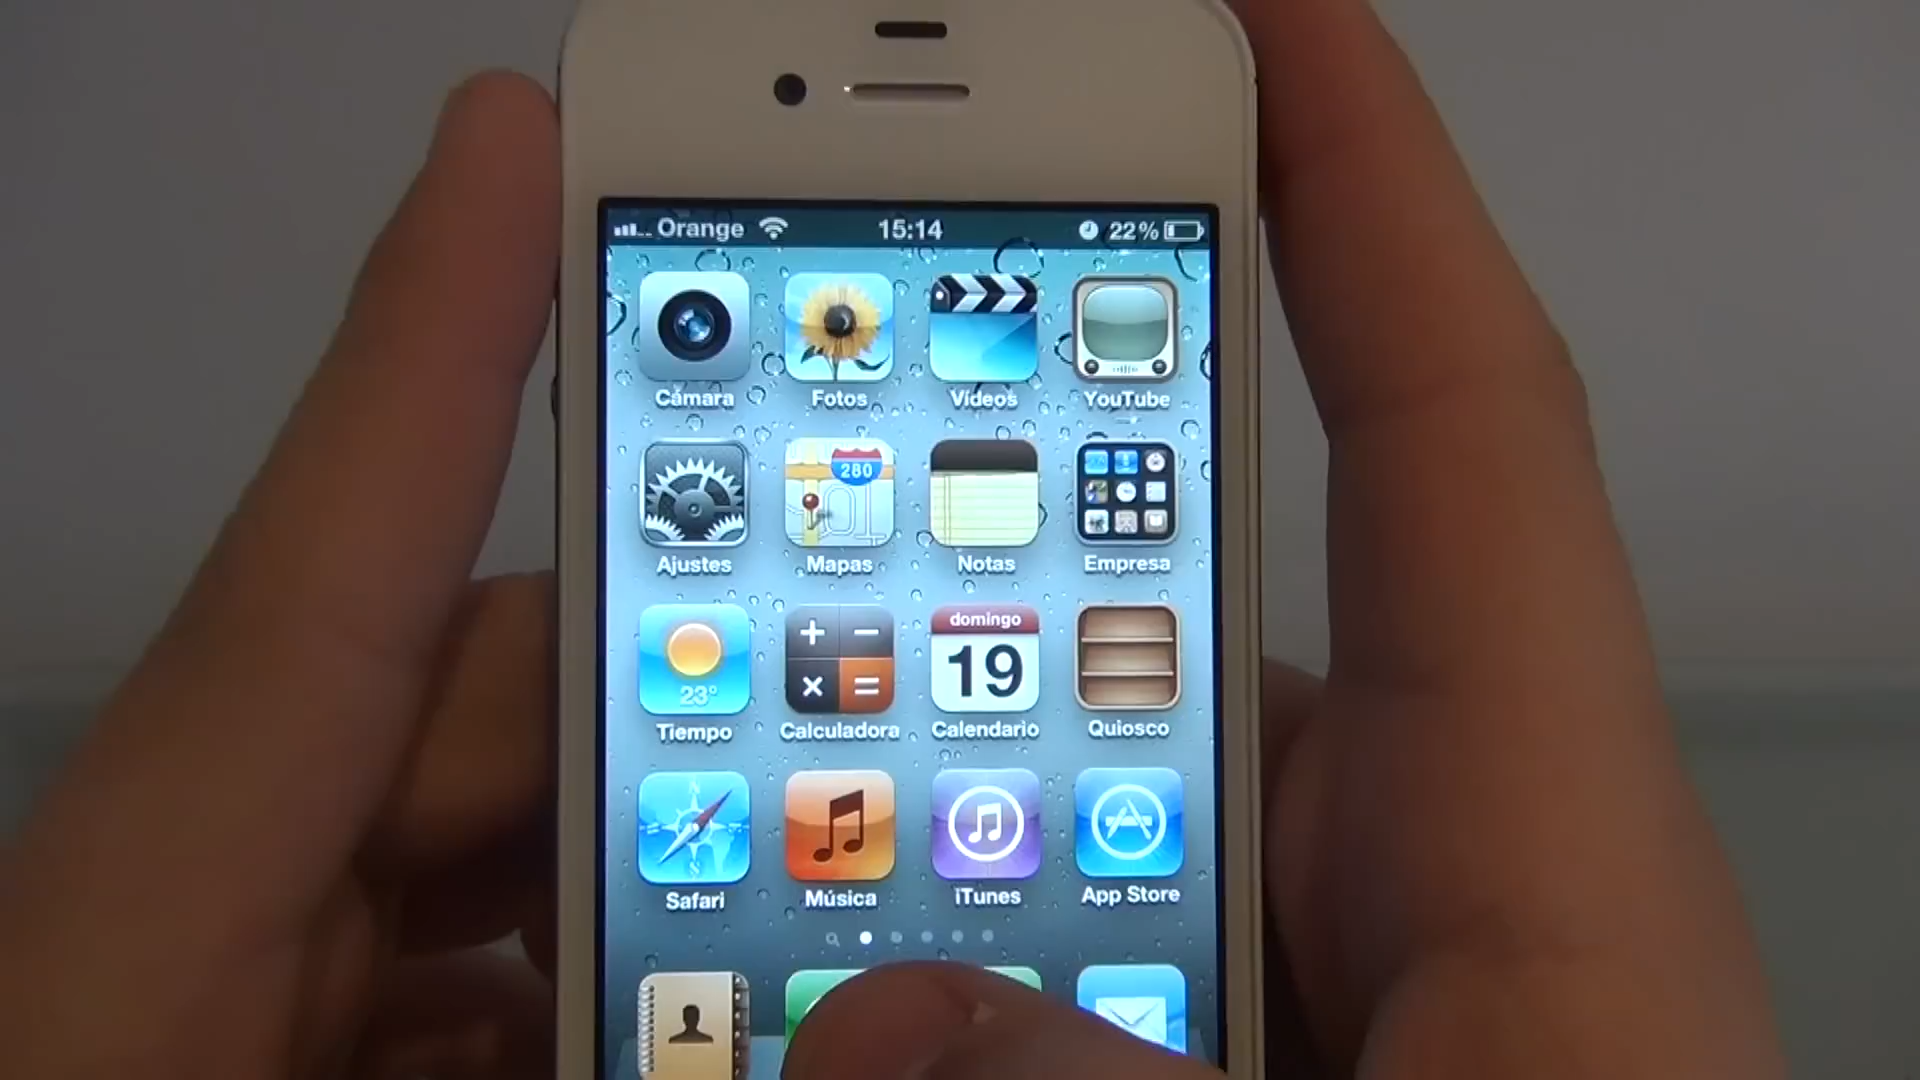 Orange 15:14 22%
Cámara Fotos Vídeos YouTube
280
Ajustes Mapas Notas Empresa
domingo
23° 19
Tiempo Calculadora Calendario Quiosco
Safari Música iTunes App Store